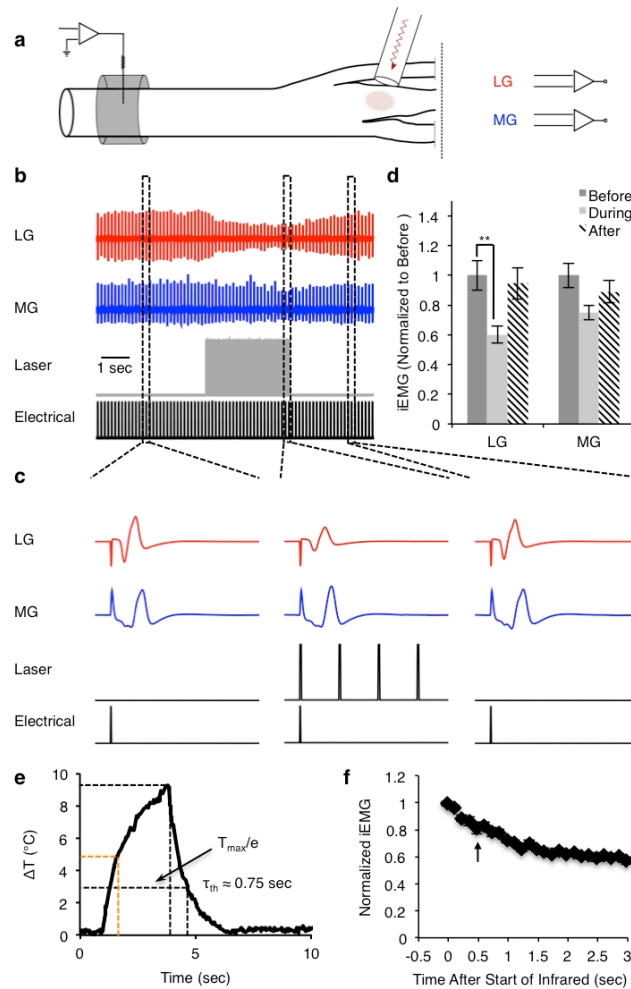 a
LG
MG
b
LG
MG
Laser
1 sec
Electrical
d
Before
During
After
iEMG (Normalized to Before )
1.4
1.2
1
0.8
0.6
0.4
0.2
0
**
LG
MG
c
LG
MG
Laser
Electrical
e
ΔT (°C)
10
8
6
4
2
0
Tmax/e
τth ≈ 0.75 sec
0
5
10
Time (sec)
f
Normalized iEMG
1.2
1
0.8
0.6
0.4
0.2
0
-0.5 0 0.5 1 1.5 2 2.5 3
Time After Start of Infrared (sec)